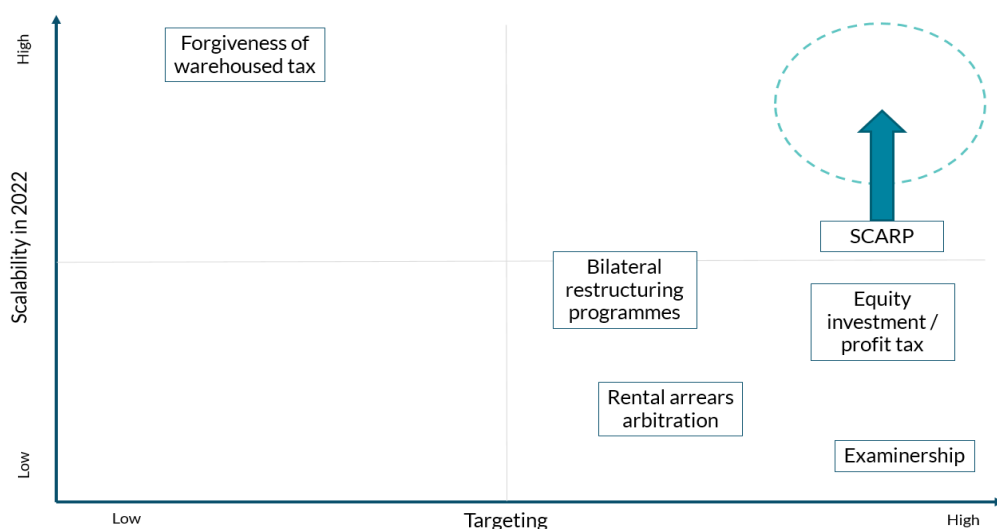 High
Forgiveness of
warehoused tax
Scalability in 2022
SCARP
Bilateral
restructuring
programmes
Equity
investment /
profit tax
Rental arrears
arbitration
Examinership
Low
Low
Targeting
High